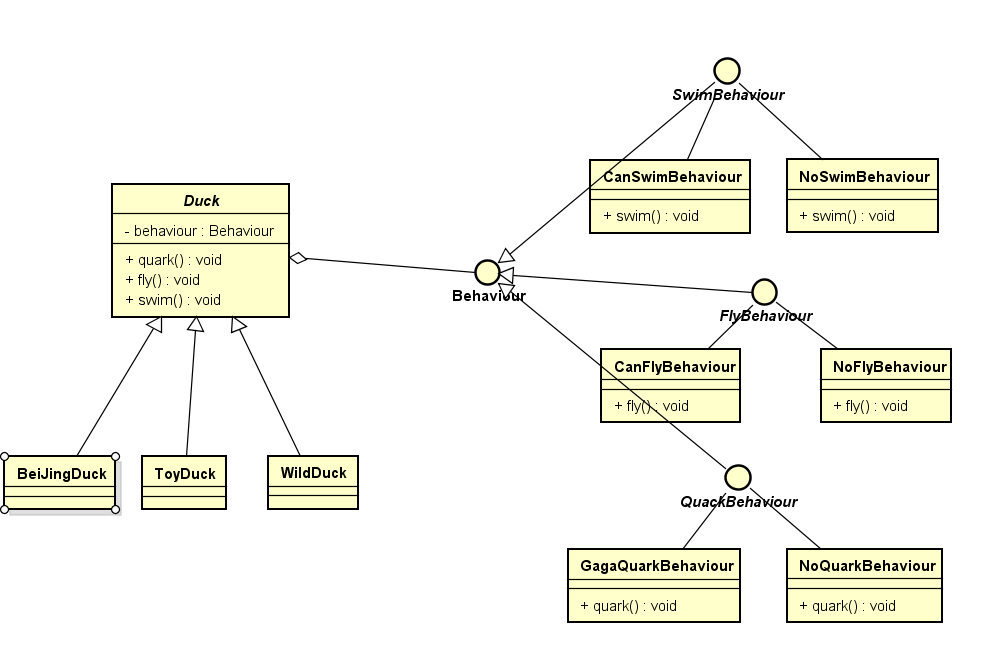 SwimBehaviour
CanSwimBehaviour
+ swim() : void
NoSwimBehaviour
+ swim() : void
Duck
- behaviour : Behaviour
+ quark() : void
+ fly() : void
+ swim() : void
Behaviour
FlyBehaviour
CanFlyBehaviour
+ fly() : void
NoFlyBehaviour
+ fly() : void
BeiJingDuck
ToyDuck
WildDuck
QuackBehaviour
GagaQuarkBehaviour
+ quark() : void
NoQuarkBehaviour
+ quark() : void